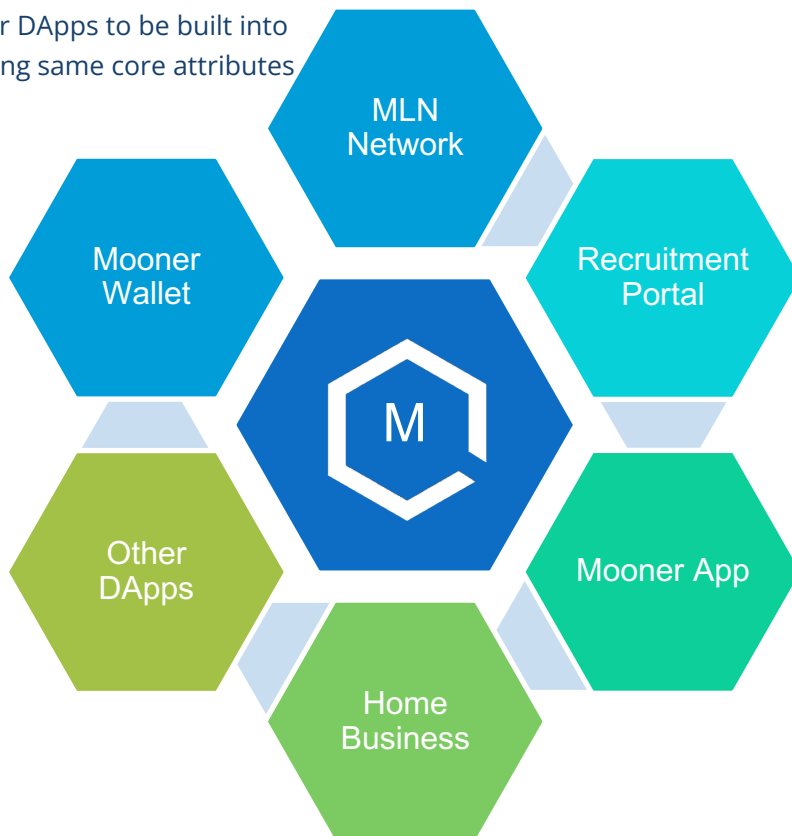 r DApps to be built into
ng same core attributes
MLN
Network
Mooner
Wallet
Recruitment
Portal
M
Other
DApps
Mooner App
Home
Business